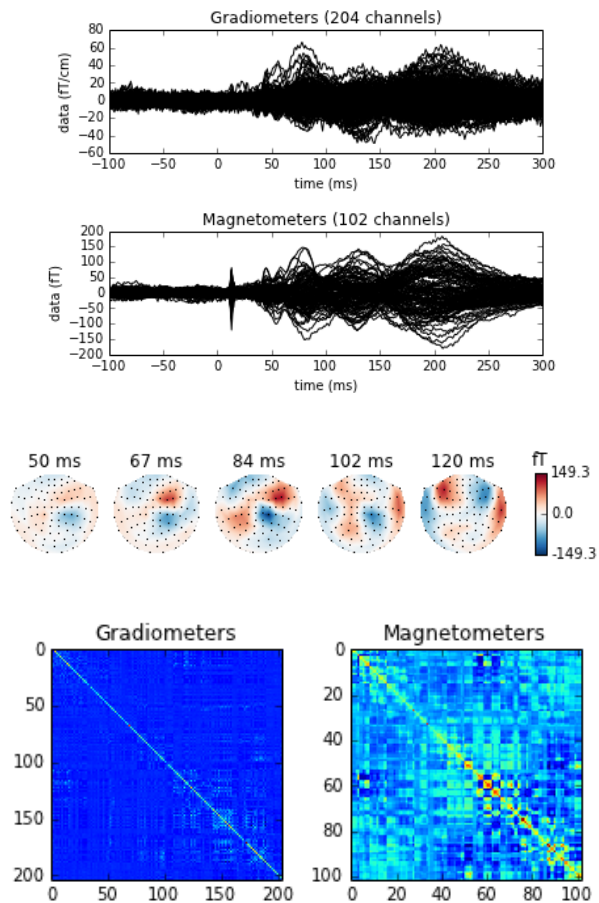 Gradiometers (204 channels)
80
60
40
20
0
−20
−40
−60
data (fT/cm)
−100 −50 0 50 100 150 200 250 300
time (ms)
Magnetometers (102 channels)
200
150
100
50
0
−50
−100
−150
−200
data (fT)
−100 −50 0 50 100 150 200 250 300
time (ms)
50 ms 67 ms 84 ms 102 ms 120 ms fT
149.3
0.0
-149.3
Gradiometers
0
50
100
150
200
0 50 100 150 200
Magnetometers
0
20
40
60
80
100
0 20 40 60 80 100